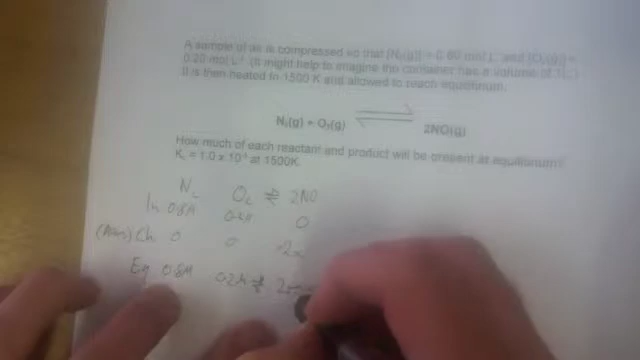 A sample of air is compressed so that [N₂(g)] = 0.80 mol L⁻¹ and [O₂(g)] =
0.20 mol L⁻¹. (It might help to imagine the container has a volume of 1L.)
It is then heated to 1500 K and allowed to reach equilibrium.
N₂(g) + O₂(g) ⇌ 2NO(g)
How much of each reactant and product will be present at equilibrium?
at 1500K
N₂ O₂ ⇌ 2NO
In 0.8M 0.2M 0
Ch 0 0 +2x
Eq 0.8M 0.2M 2x